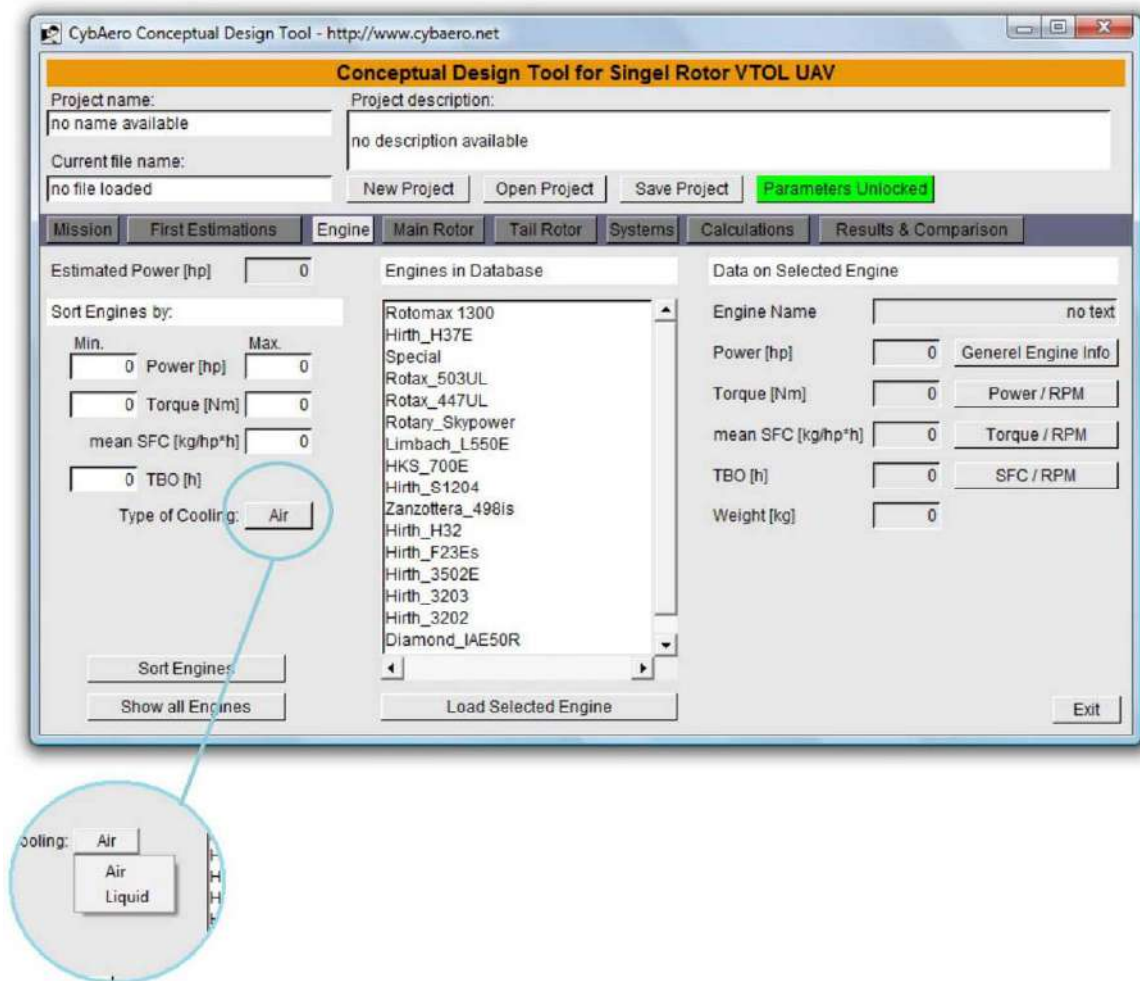 CybAero Conceptual Design Tool - http://www.cybaero.net
Conceptual Design Tool for Singel Rotor VTOL UAV
Project name:
no name available
Project description:
no description available
Current file name:
no file loaded
New Project
Open Project
Save Project
Parameters Unlocked
Mission
First Estimations
Engine
Main Rotor
Tail Rotor
Systems
Calculations
Results & Comparison
Estimated Power [hp] 0
Sort Engines by:
Min. Max.
0 Power [hp] 0
0 Torque [Nm] 0
mean SFC [kg/hp*h] 0
0 TBO [h]
Type of Cooling: Air
Sort Engines
Show all Engines
Engines in Database
Rotomax 1300
Hirth_H37E
Special
Rotax_503UL
Rotax_447UL
Rotary_Skypower
Limbach_L550E
HKS_700E
Hirth_S1204
Zanzottera_498is
Hirth_H32
Hirth_F23Es
Hirth_3502E
Hirth_3203
Hirth_3202
Diamond_IAE50R
Load Selected Engine
Data on Selected Engine
Engine Name no text
Power [hp] 0 Generel Engine Info
Torque [Nm] 0 Power / RPM
mean SFC [kg/hp*h] 0 Torque / RPM
TBO [h] 0 SFC / RPM
Weight [kg] 0
Exit
ooling: Air
Air
Liquid
H
H
H